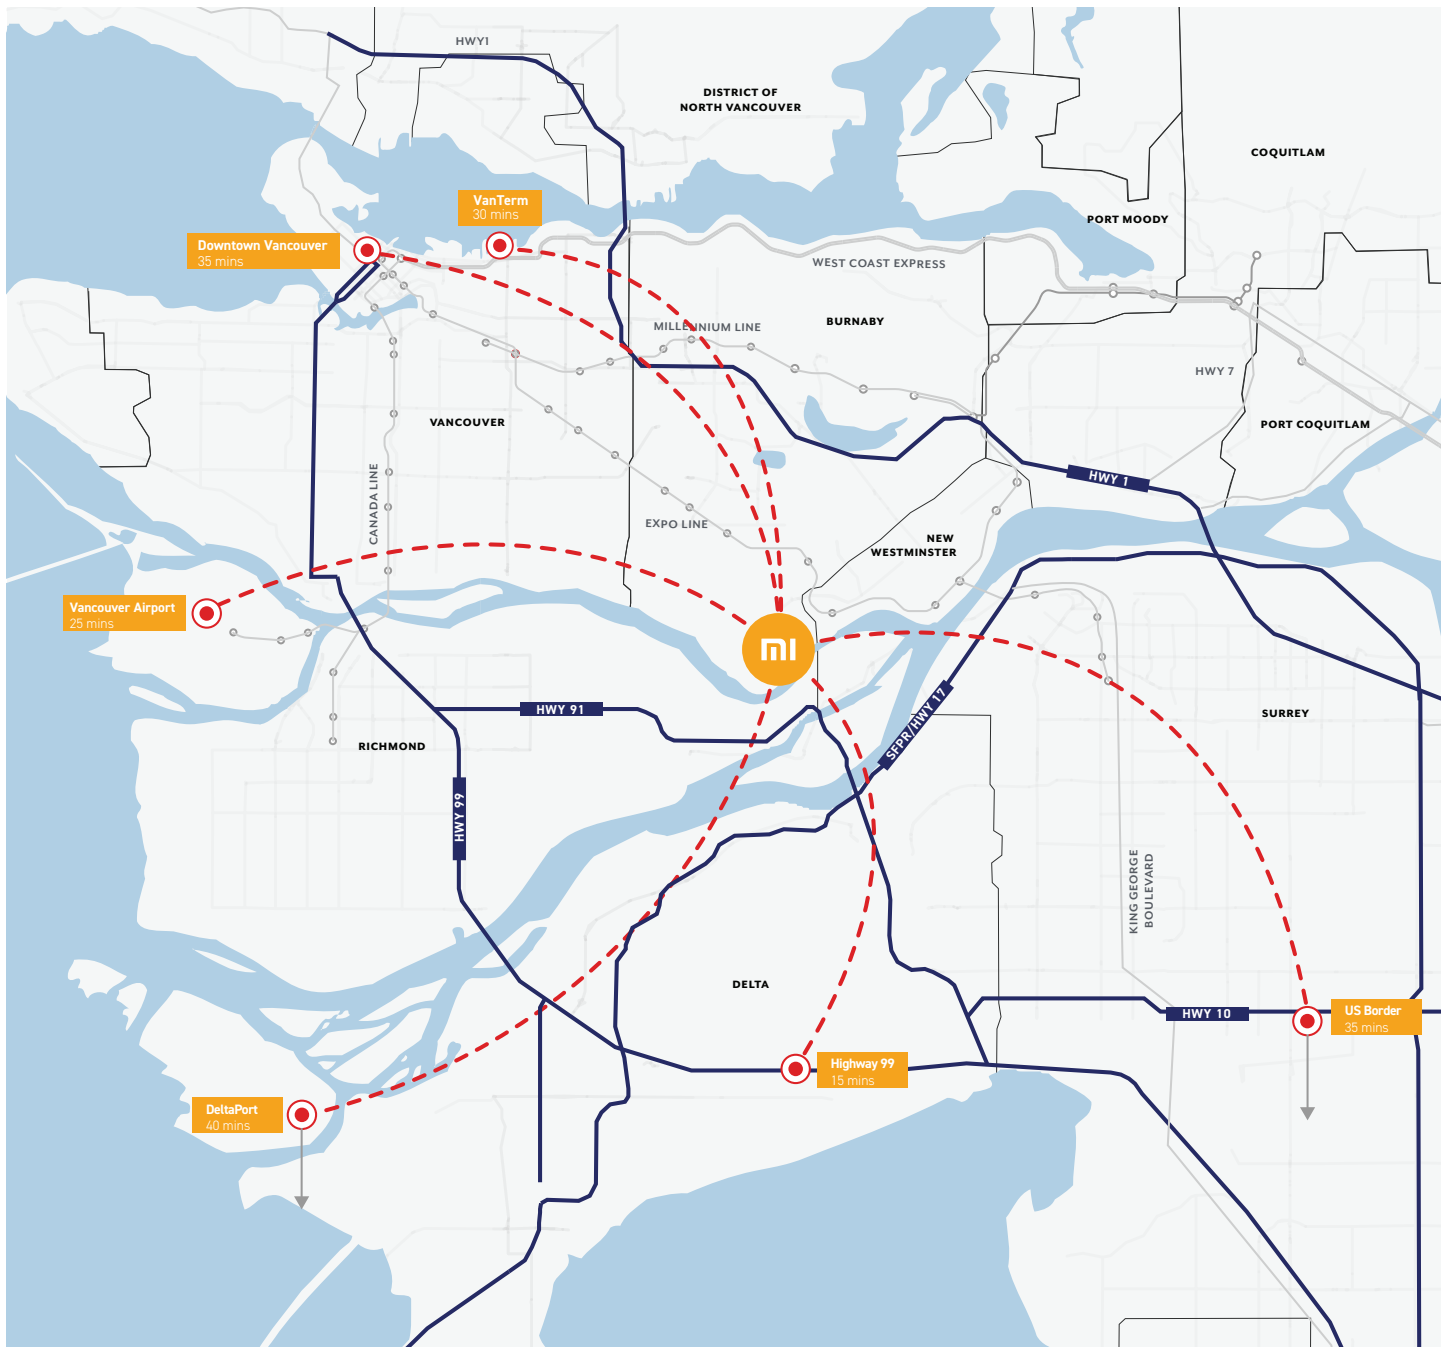 HWY1
DISTRICT OF
NORTH VANCOUVER
COQUITLAM
VanTerm
30 mins
PORT MOODY
Downtown Vancouver
35 mins
WEST COAST EXPRESS
MILLENNIUM LINE
BURNABY
HWY 7
VANCOUVER
PORT COQUITLAM
CANADA LINE
HWY 1
EXPO LINE
NEW
WESTMINSTER
Vancouver Airport
25 mins
mi
HWY 91
SFPR/HWY 17
SURREY
RICHMOND
HWY 99
KING GEORGE
BOULEVARD
DELTA
HWY 10
US Border
35 mins
Highway 99
15 mins
DeltaPort
40 mins